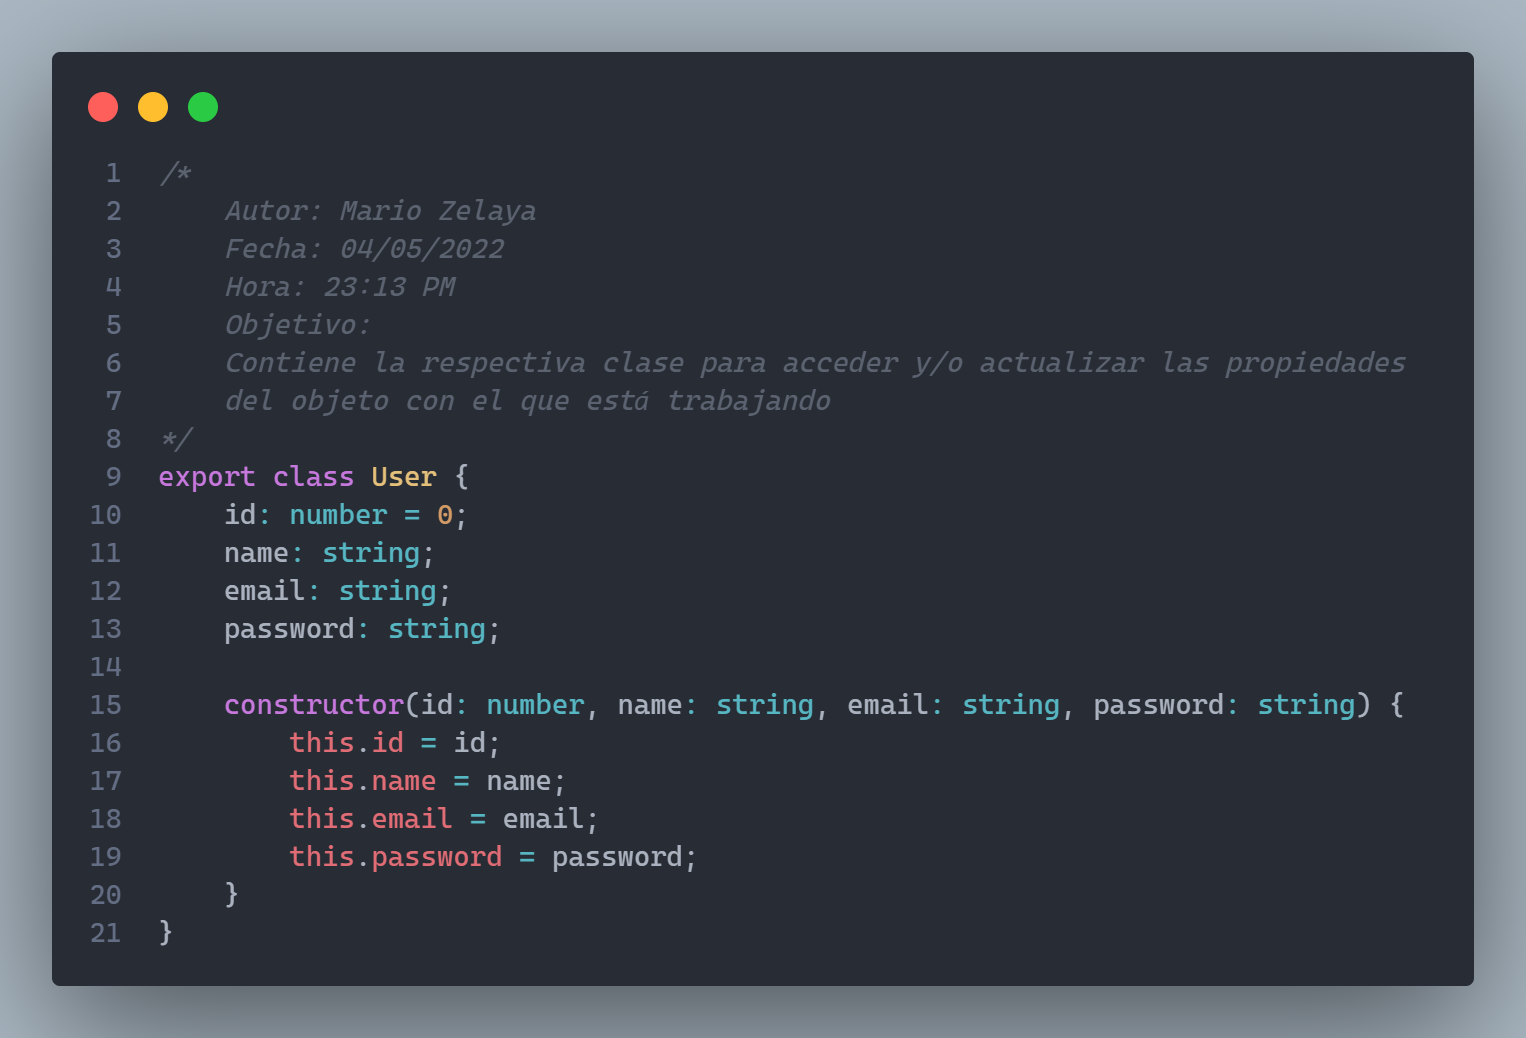 1 /*
2     Autor: Mario Zelaya
3     Fecha: 04/05/2022
4     Hora: 23:13 PM
5     Objetivo:
6     Contiene la respectiva clase para acceder y/o actualizar las propiedades
7     del objeto con el que está trabajando
8 */
9 export class User {
10     id: number = 0;
11     name: string;
12     email: string;
13     password: string;
14
15     constructor(id: number, name: string, email: string, password: string) {
16         this.id = id;
17         this.name = name;
18         this.email = email;
19         this.password = password;
20     }
21 }